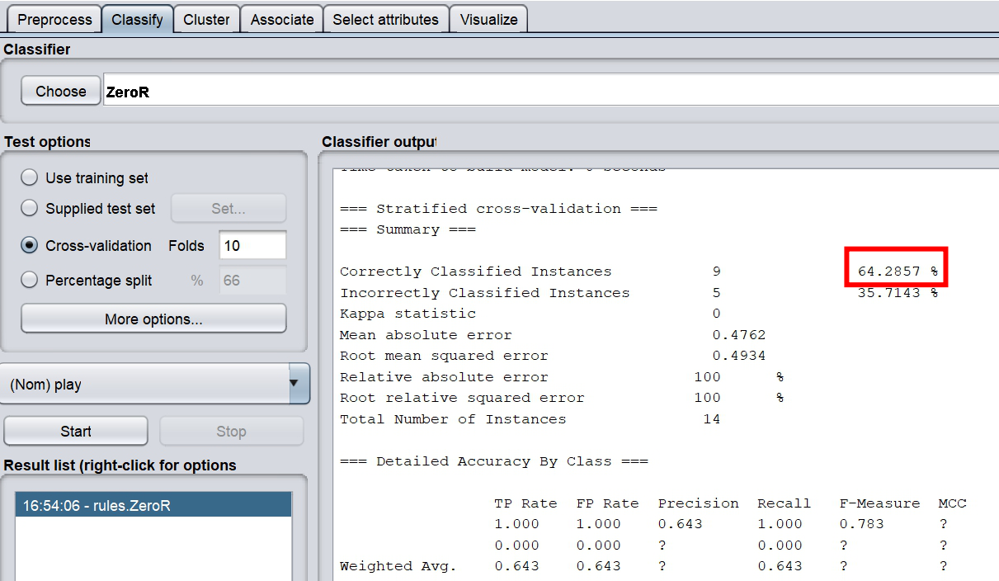 Preprocess Classify Cluster Associate Select attributes Visualize
Classifier
Choose ZeroR
Test options
Use training set
Supplied test set Set...
Cross-validation Folds 10
Percentage split % 66
More options...
(Nom) play
Start Stop
Result list (right-click for options
16:54:06 - rules.ZeroR
Classifier output
=== Stratified cross-validation ===
=== Summary ===
Correctly Classified Instances 9 64.2857 %
Incorrectly Classified Instances 5 35.7143 %
Kappa statistic 0
Mean absolute error 0.4762
Root mean squared error 0.4934
Relative absolute error 100 %
Root relative squared error 100 %
Total Number of Instances 14
=== Detailed Accuracy By Class ===
TP Rate FP Rate Precision Recall F-Measure MCC
1.000 1.000 0.643 1.000 0.783 ?
0.000 0.000 ? 0.000 ? ?
Weighted Avg. 0.643 0.643 ? 0.643 ? ?